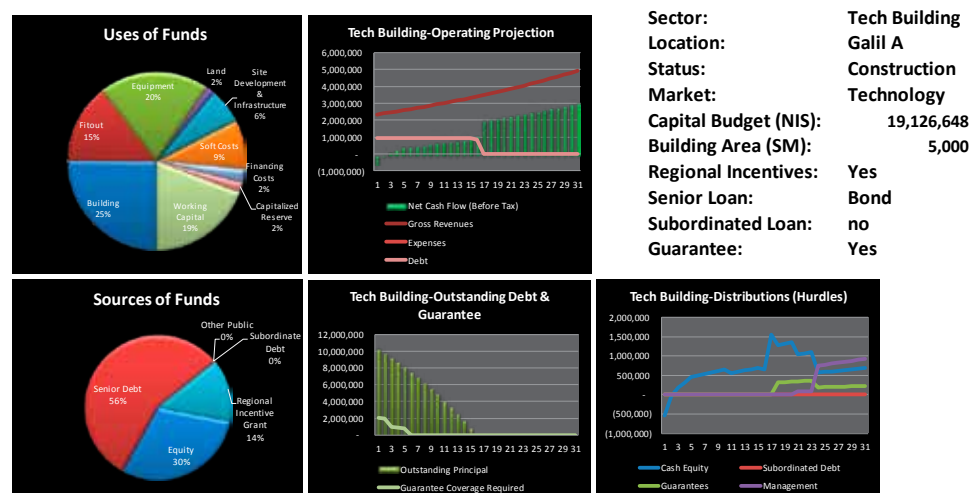 Uses of Funds
Land
2%
Site
Development
&
Infrastructure
6%
Equipment
20%
Fitout
15%
Soft Costs
9%
Financing
Costs
2%
Building
25%
Working
Capital
19%
Capitalized
Reserve
2%
Tech Building-Operating Projection
6,000,000
5,000,000
4,000,000
3,000,000
2,000,000
1,000,000
-
(1,000,000)
1 3 5 7 9 11 13 15 17 19 21 23 25 27 29 31
Net Cash Flow (Before Tax)
Gross Revenues
Expenses
Debt
Sector: Tech Building
Location: Galil A
Status: Construction
Market: Technology
Capital Budget (NIS): 19,126,648
Building Area (SM): 5,000
Regional Incentives: Yes
Senior Loan: Bond
Subordinated Loan: no
Guarantee: Yes
Sources of Funds
Other Public
0%
Subordinate
Debt
0%
Senior Debt
56%
Regional
Incentive
Grant
14%
Equity
30%
Tech Building-Outstanding Debt &
Guarantee
12,000,000
10,000,000
8,000,000
6,000,000
4,000,000
2,000,000
-
1 3 5 7 9 11 13 15 17 19 21 23 25 27 29 31
Outstanding Principal
Guarantee Coverage Required
Tech Building-Distributions (Hurdles)
2,000,000
1,500,000
1,000,000
500,000
-
(500,000)
(1,000,000)
1 3 5 7 9 11 13 15 17 19 21 23 25 27 29 31
Cash Equity Subordinated Debt
Guarantees Management